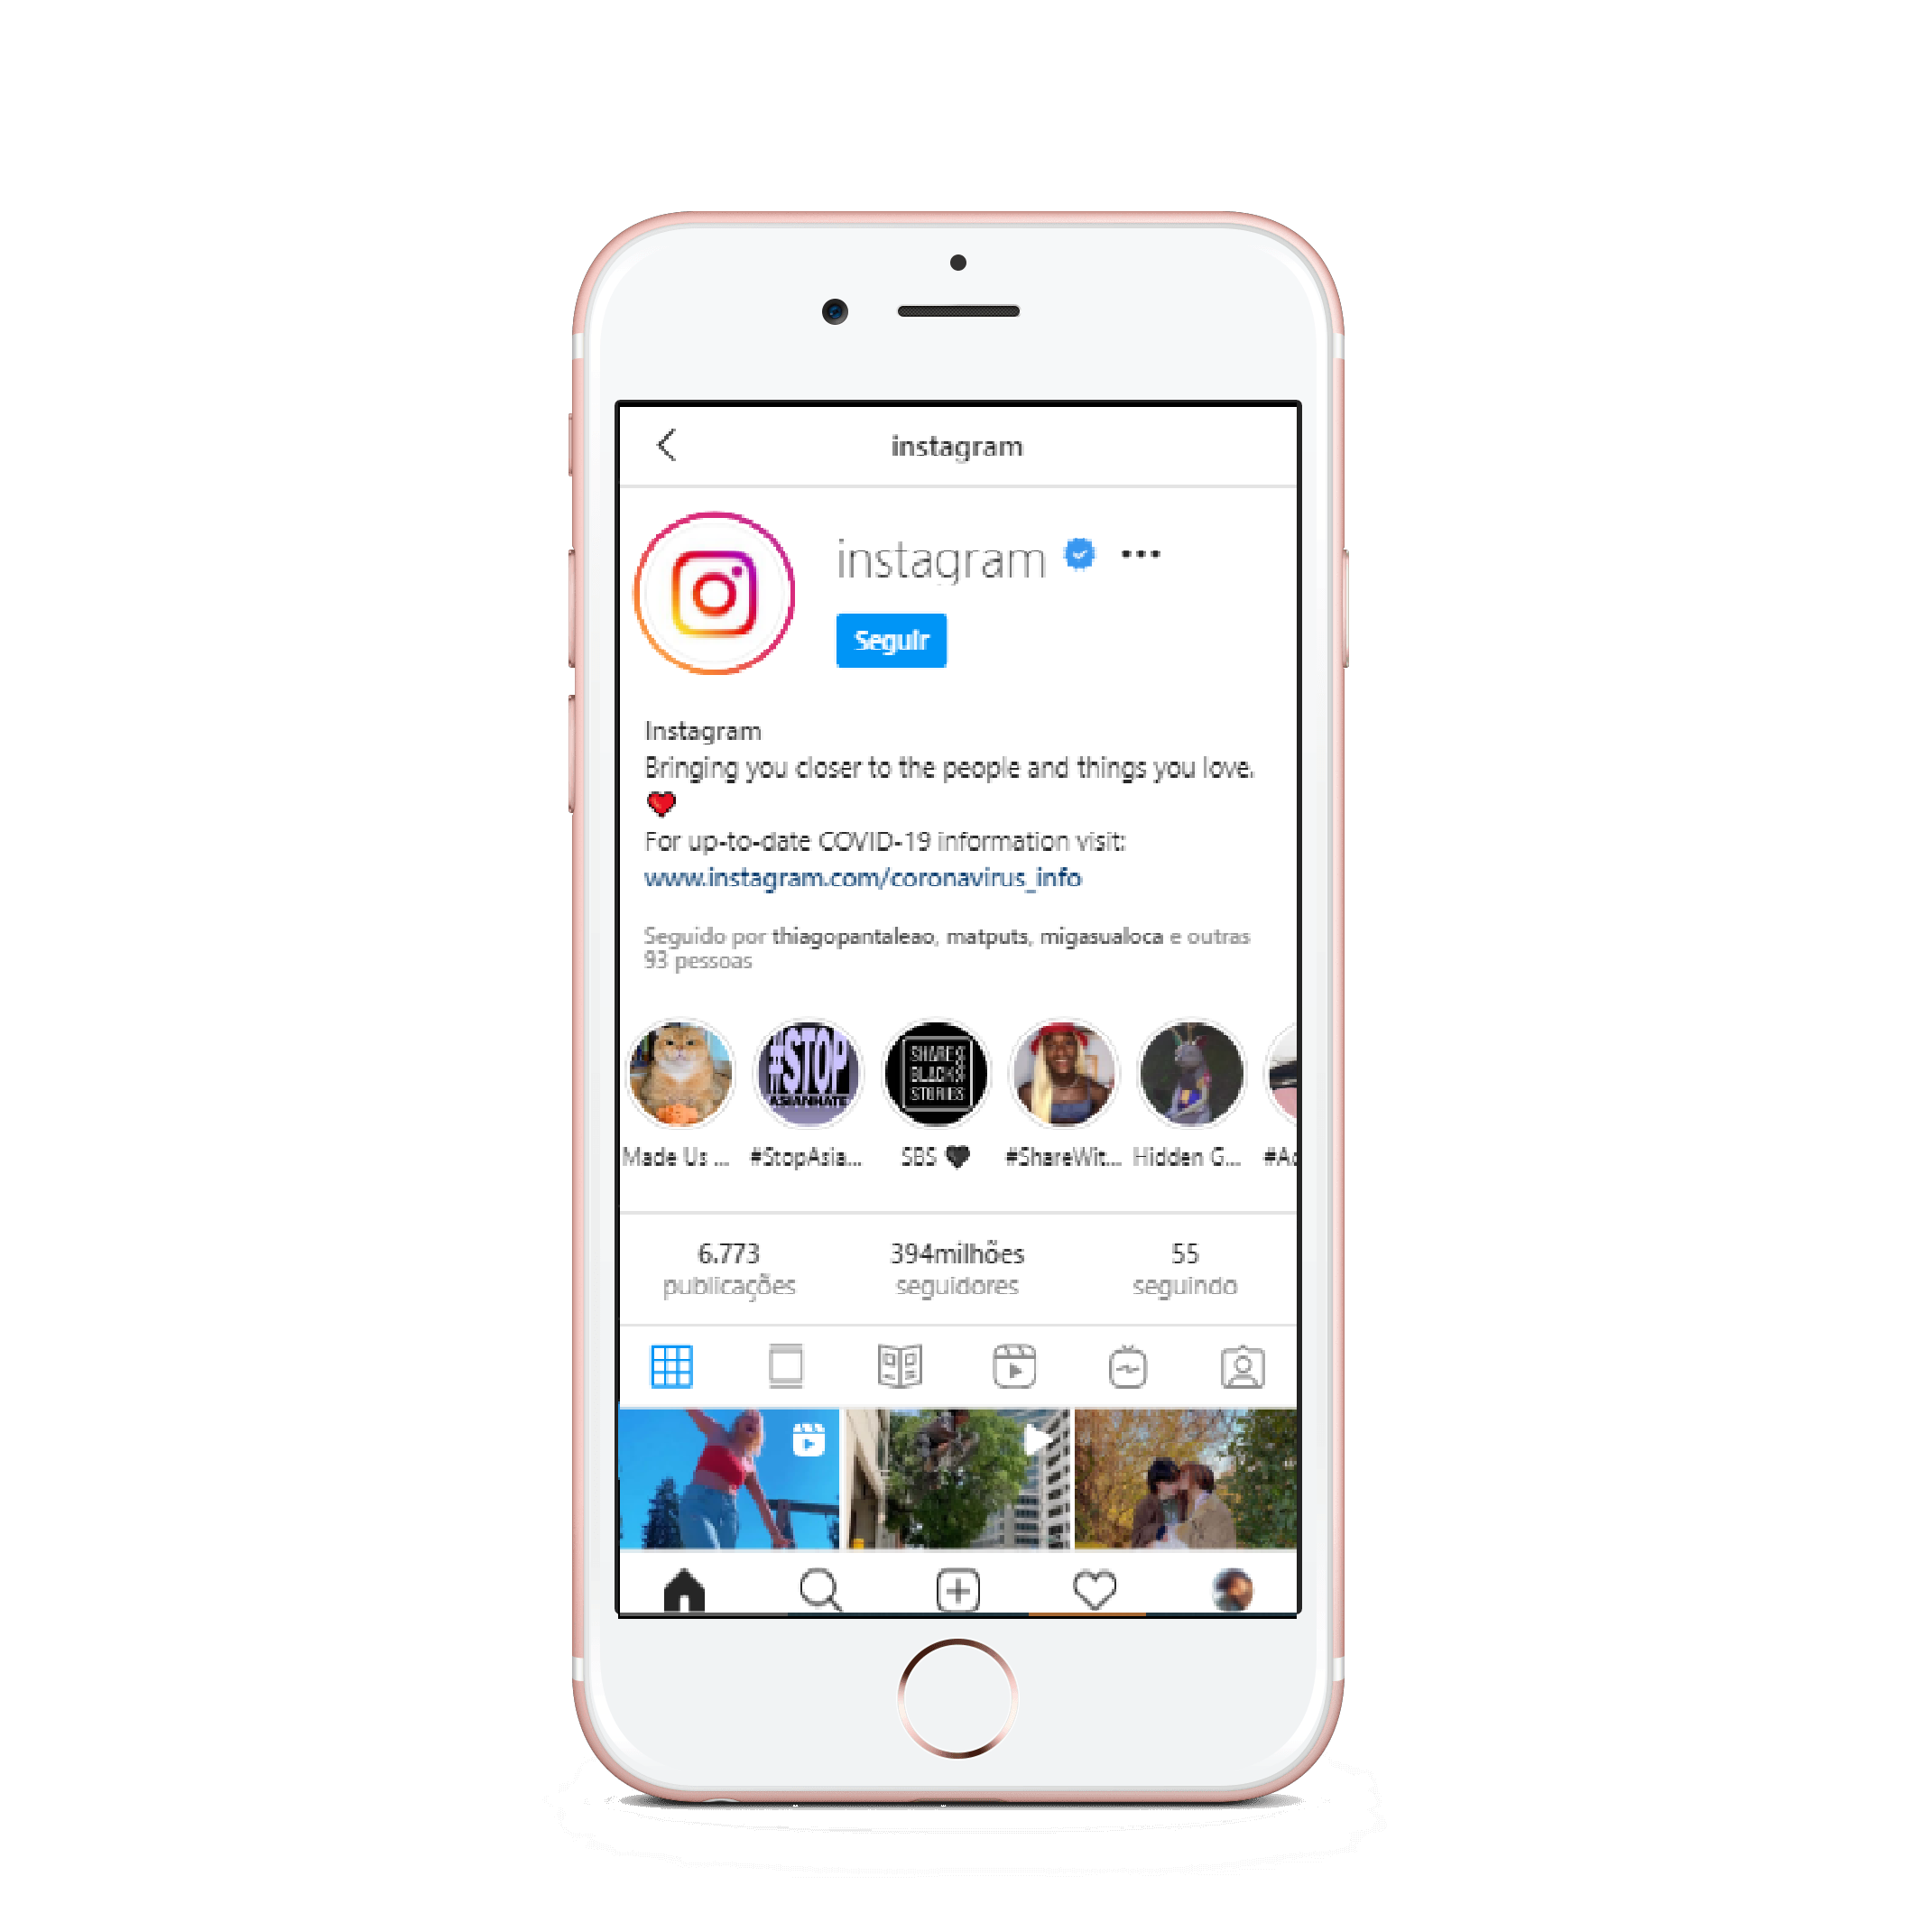 instagram
instagram
Seguir
Instagram
Bringing you closer to the people and things you love.
❤️
For up-to-date COVID-19 information visit:
www.instagram.com/coronavirus_info
Seguido por thiagopantaleao, matputs, migasualoca e outras
93 pessoas
#STOP
ASIANHATE
SHARE
BLACK
STORIES
Made Us ... #StopAsia... SBS 🖤 #ShareWit... Hidden G... #Ac
6.773 394milhões 55
publicações seguidores seguindo